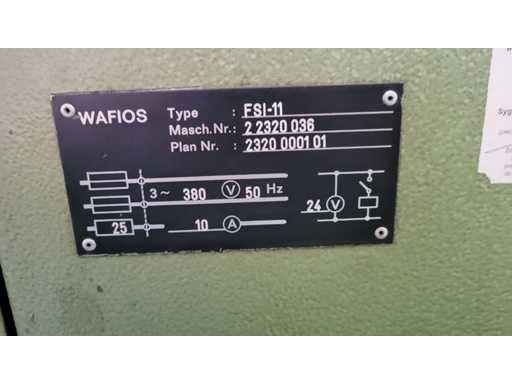 WAFIOS Type : FSI-11
Masch.Nr.: 2 2320 036
Plan Nr. : 2320 0001 01
3~ 380 V 50 Hz
24 V
25 10 A
Syg